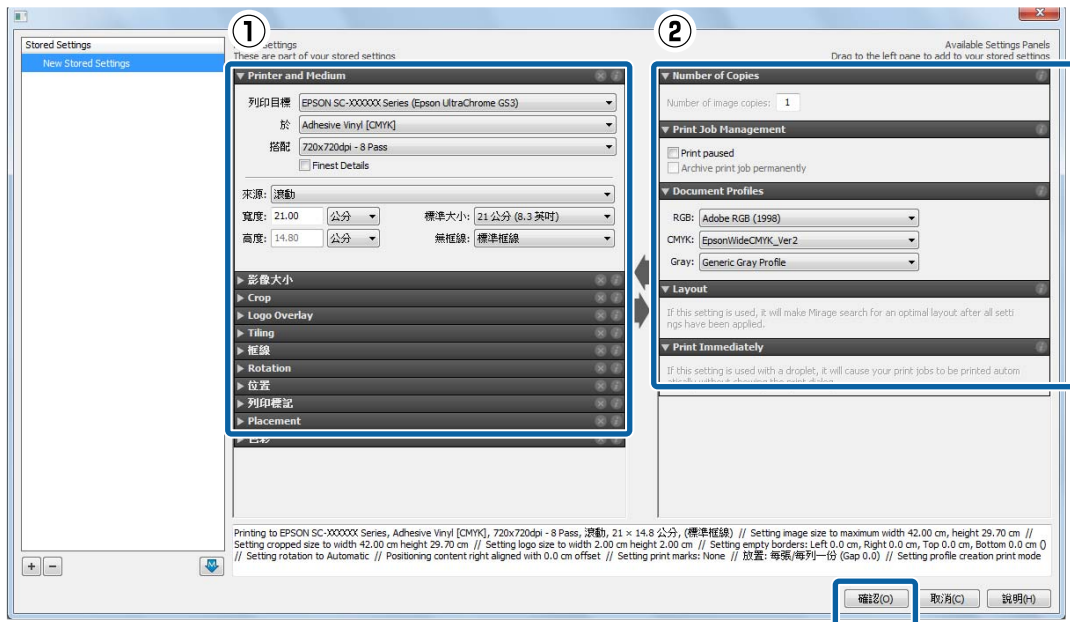 Stored Settings
New Stored Settings
①
ettings
These are part of your stored settings
②
Available Settings Panels
Drag to the left pane to add to your stored settings
Printer and Medium
列印目標 EPSON SC-XXXXXX Series (Epson UltraChrome GS3)
於 Adhesive Vinyl [CMYK]
搭配 720x720dpi - 8 Pass
Finest Details
來源: 滾動
寬度: 21.00 公分 標準大小: 21 公分 (8.3 英吋)
高度: 14.80 公分 無框線: 標準框線
影像大小
Crop
Logo Overlay
Tiling
框線
Rotation
位置
列印標記
Placement
色彩
Number of Copies
Number of image copies: 1
Print Job Management
Print paused
Archive print job permanently
Document Profiles
RGB: Adobe RGB (1998)
CMYK: EpsonWideCMYK_Ver2
Gray: Generic Gray Profile
Layout
If this setting is used, it will make Mirage search for an optimal layout after all setti
ngs have been applied.
Print Immediately
If this setting is used with a droplet, it will cause your print jobs to be printed autom
atically without showing the print dialog.
Printing to EPSON SC-XXXXXX Series, Adhesive Vinyl [CMYK], 720x720dpi - 8 Pass, 滾動, 21 × 14.8 公分, (標準框線) // Setting image size to maximum width 42.00 cm, height 29.70 cm //
Setting cropped size to width 42.00 cm height 29.70 cm // Setting logo size to width 2.00 cm height 2.00 cm // Setting empty borders: Left 0.0 cm, Right 0.0 cm, Top 0.0 cm, Bottom 0.0 cm ()
// Setting rotation to Automatic // Positioning content right aligned with 0.0 cm offset // Setting print marks: None // 放置: 每張/每列一份 (Gap 0.0) // Setting profile creation print mode
確認(O) 取消(C) 說明(H)